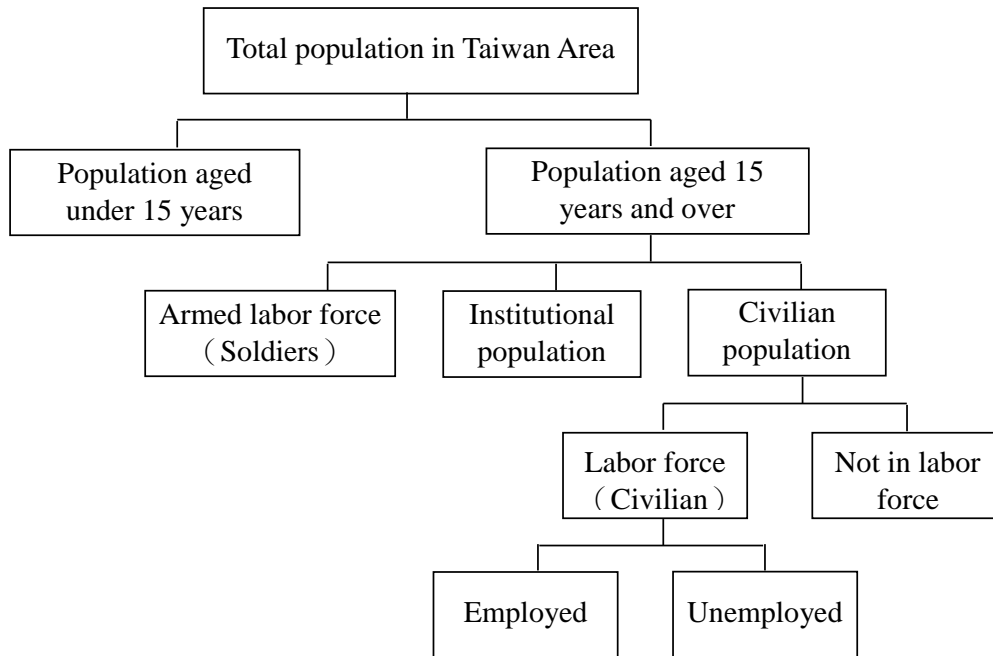 Total population in Taiwan Area
Population aged
under 15 years
Population aged 15
years and over
Armed labor force
（Soldiers）
Institutional
population
Civilian
population
Labor force
（Civilian）
Not in labor
force
Employed
Unemployed